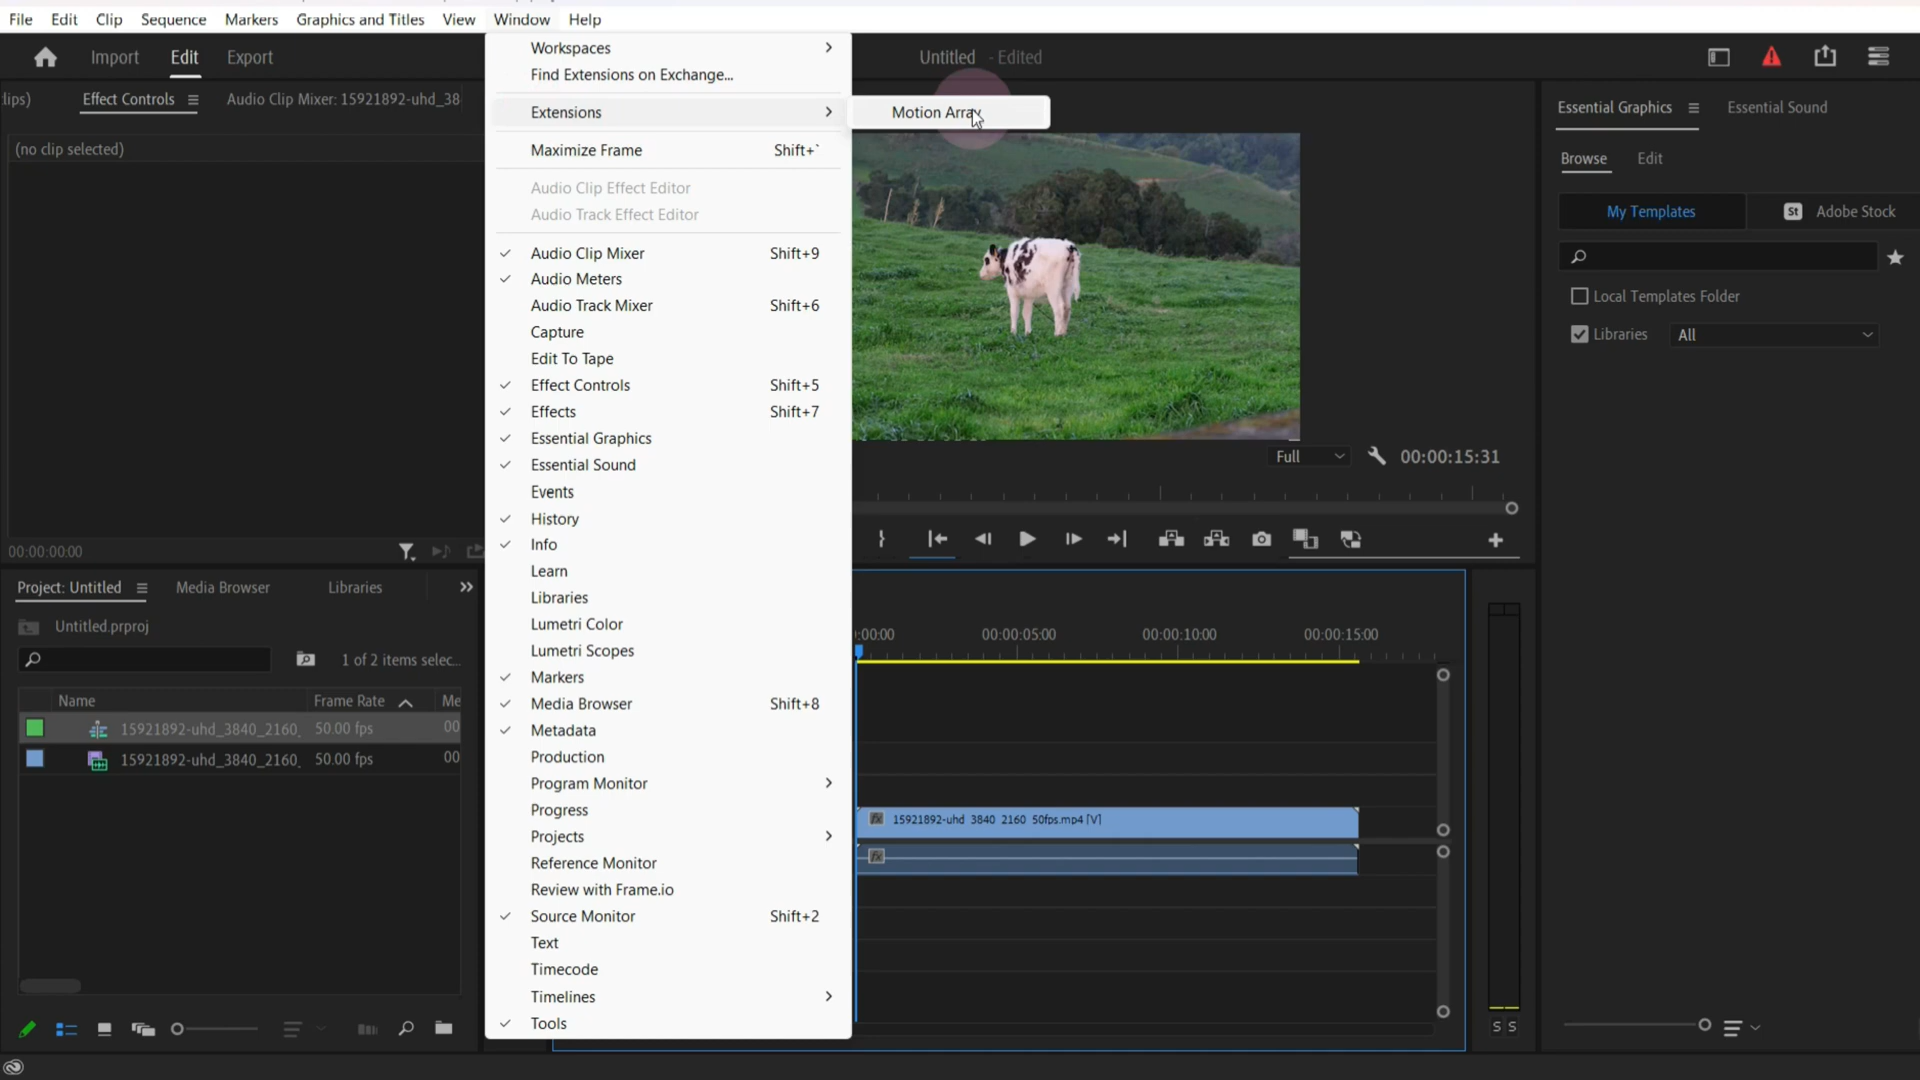 File Edit Clip Sequence Markers Graphics and Titles View Window Help
Import Edit Export
Untitled - Edited
lips) Effect Controls Audio Clip Mixer: 15921892-uhd_38
(no clip selected)
00:00:00:00
Workspaces
Find Extensions on Exchange...
Extensions
Motion Array
Maximize Frame Shift+`
Audio Clip Effect Editor
Audio Track Effect Editor
Audio Clip Mixer Shift+9
Audio Meters
Audio Track Mixer Shift+6
Capture
Edit To Tape
Effect Controls Shift+5
Effects Shift+7
Essential Graphics
Essential Sound
Events
History
Info
Learn
Libraries
Lumetri Color
Lumetri Scopes
Markers
Media Browser Shift+8
Metadata
Production
Program Monitor
Progress
Projects
Reference Monitor
Review with Frame.io
Source Monitor Shift+2
Text
Timecode
Timelines
Tools
Full 00:00:15:31
Essential Graphics Essential Sound
Browse Edit
My Templates St Adobe Stock
Local Templates Folder
Libraries All
Project: Untitled Media Browser Libraries
Untitled.prproj
1 of 2 items selec...
Name Frame Rate Me
15921892-uhd_3840_2160_ 50.00 fps 00
15921892-uhd_3840_2160_ 50.00 fps 00
:00:00 00:00:05:00 00:00:10:00 00:00:15:00
fx 15921892-uhd_3840_2160_50fps.mp4 [V]
fx
S S